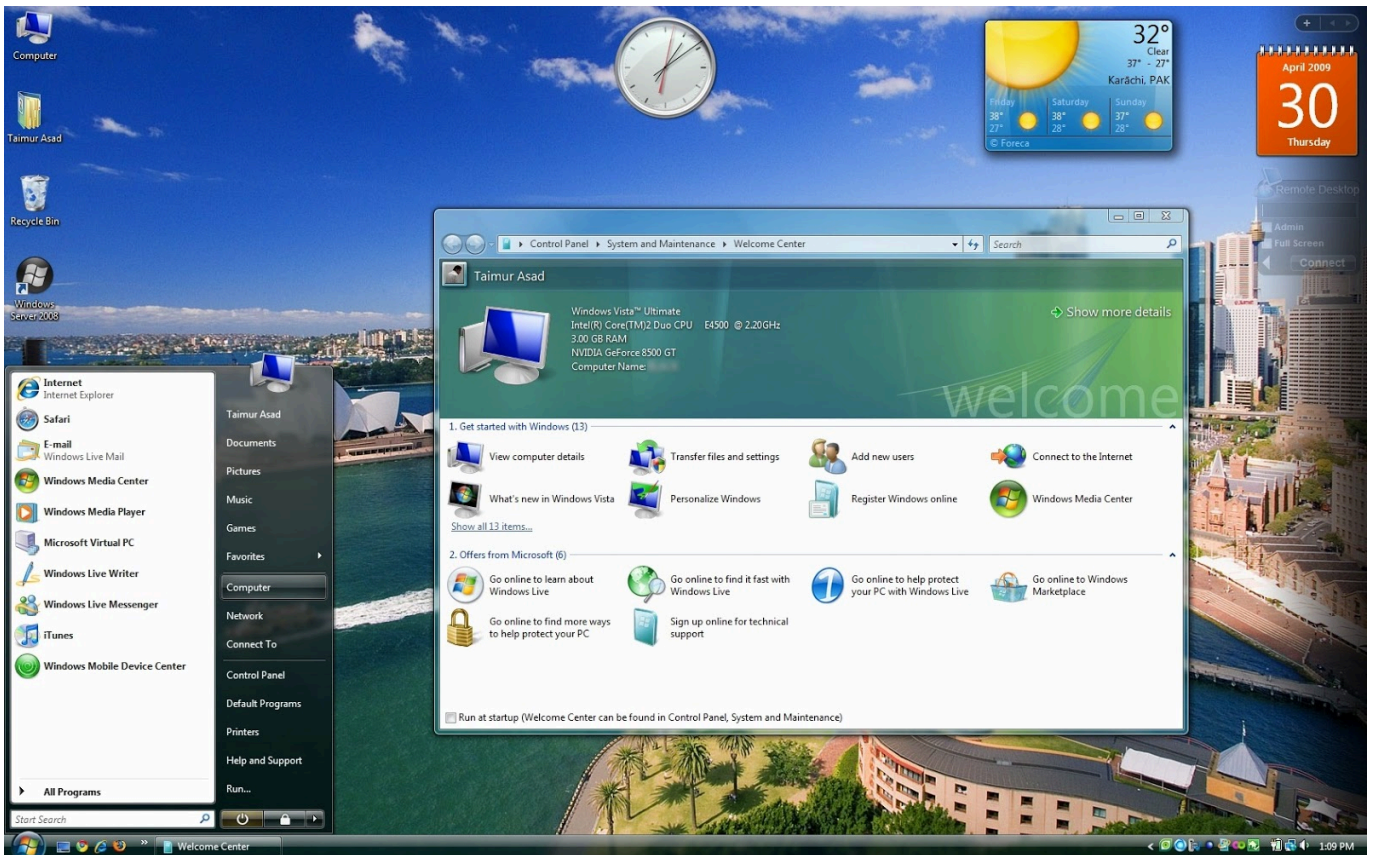 Computer
Taimur Asad
Recycle Bin
Windows
Server 2008
32°
Clear
37° - 27°
Karāchi, PAK
Friday
38°
27°
Saturday
38°
28°
Sunday
37°
28°
© Foreca
April 2009
30
Thursday
Remote Desktop
Admin
Full Screen
Connect
Control Panel
System and Maintenance
Welcome Center
Search
Taimur Asad
Windows Vista™ Ultimate
Intel(R) Core(TM)2 Duo CPU E4500 @ 2.20GHz
3.00 GB RAM
NVIDIA GeForce 8500 GT
Computer Name:
Show more details
welcome
1. Get started with Windows (13)
View computer details
Transfer files and settings
Add new users
Connect to the Internet
What's new in Windows Vista
Personalize Windows
Register Windows online
Windows Media Center
Show all 13 items...
2. Offers from Microsoft (6)
Go online to learn about
Windows Live
Go online to find it fast with
Windows Live
Go online to help protect
your PC with Windows Live
Go online to Windows
Marketplace
Go online to find more ways
to help protect your PC
Sign up online for technical
support
Run at startup (Welcome Center can be found in Control Panel, System and Maintenance)
Internet
Internet Explorer
Safari
E-mail
Windows Live Mail
Windows Media Center
Windows Media Player
Microsoft Virtual PC
Windows Live Writer
Windows Live Messenger
iTunes
Windows Mobile Device Center
All Programs
Start Search
Taimur Asad
Documents
Pictures
Music
Games
Favorites
Computer
Network
Connect To
Control Panel
Default Programs
Printers
Help and Support
Run...
Welcome Center
1:09 PM